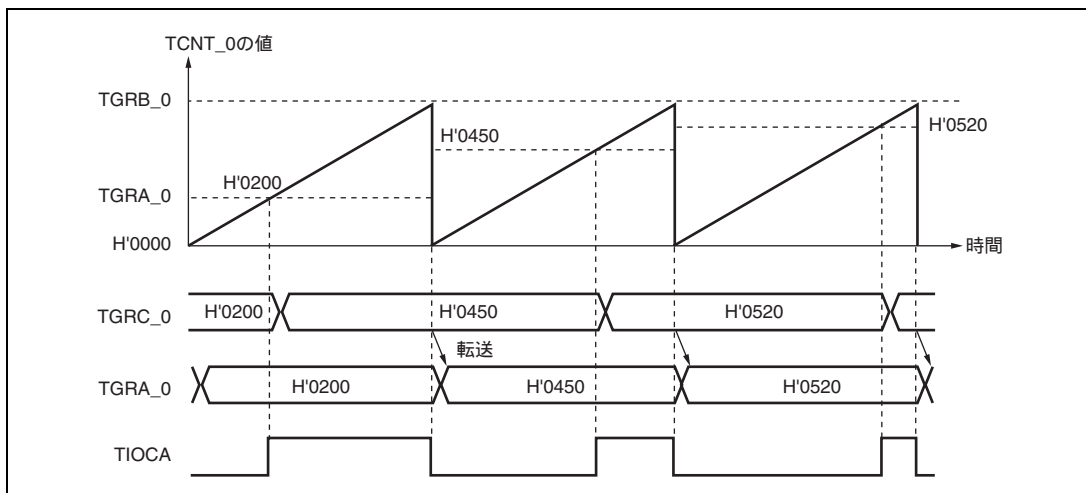 TCNT_0の値
TGRB_0
H'0450
H'0520
H'0200
TGRA_0
H'0000
時間
TGRC_0
H'0200
H'0450
H'0520
転送
TGRA_0
H'0200
H'0450
H'0520
TIOCA